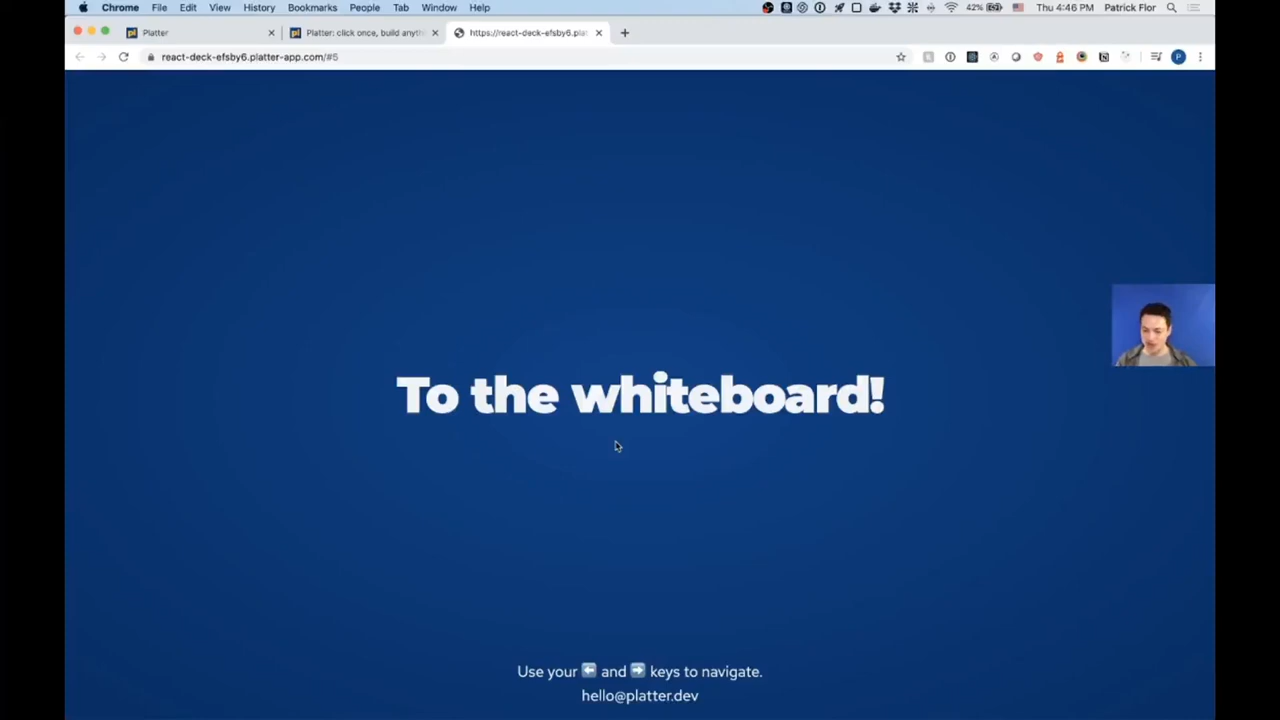 Chrome File Edit View History Bookmarks People Tab Window Help 42% Thu 4:46 PM Patrick Flor
Platter
Platter: click once, build anyth
https://react-deck-efsby6.plat
react-deck-efsby6.platter-app.com/#5
P
To the whiteboard!
Use your ⬅ and ➡ keys to navigate.
hello@platter.dev